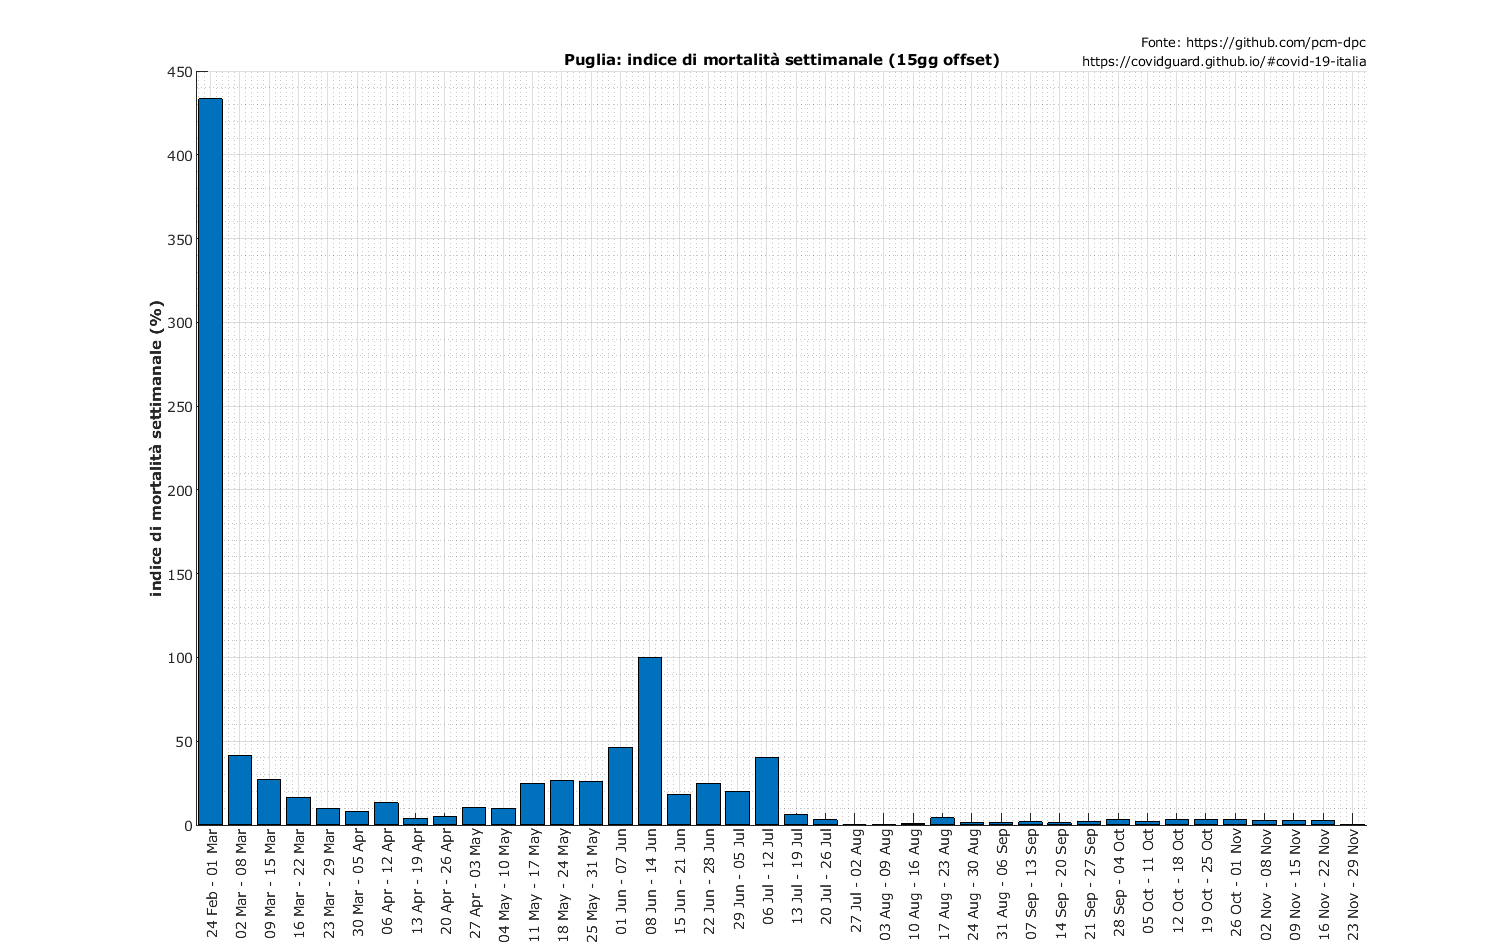 Fonte: https://github.com/pcm-dpc
Puglia: indice di mortalità settimanale (15gg offset)
https://covidguard.github.io/#covid-19-italia
indice di mortalità settimanale (%)
450
400
350
300
250
200
150
100
50
0
24 Feb - 01 Mar
02 Mar - 08 Mar
09 Mar - 15 Mar
16 Mar - 22 Mar
23 Mar - 29 Mar
30 Mar - 05 Apr
06 Apr - 12 Apr
13 Apr - 19 Apr
20 Apr - 26 Apr
27 Apr - 03 May
04 May - 10 May
11 May - 17 May
18 May - 24 May
25 May - 31 May
01 Jun - 07 Jun
08 Jun - 14 Jun
15 Jun - 21 Jun
22 Jun - 28 Jun
29 Jun - 05 Jul
06 Jul - 12 Jul
13 Jul - 19 Jul
20 Jul - 26 Jul
27 Jul - 02 Aug
03 Aug - 09 Aug
10 Aug - 16 Aug
17 Aug - 23 Aug
24 Aug - 30 Aug
31 Aug - 06 Sep
07 Sep - 13 Sep
14 Sep - 20 Sep
21 Sep - 27 Sep
28 Sep - 04 Oct
05 Oct - 11 Oct
12 Oct - 18 Oct
19 Oct - 25 Oct
26 Oct - 01 Nov
02 Nov - 08 Nov
09 Nov - 15 Nov
16 Nov - 22 Nov
23 Nov - 29 Nov